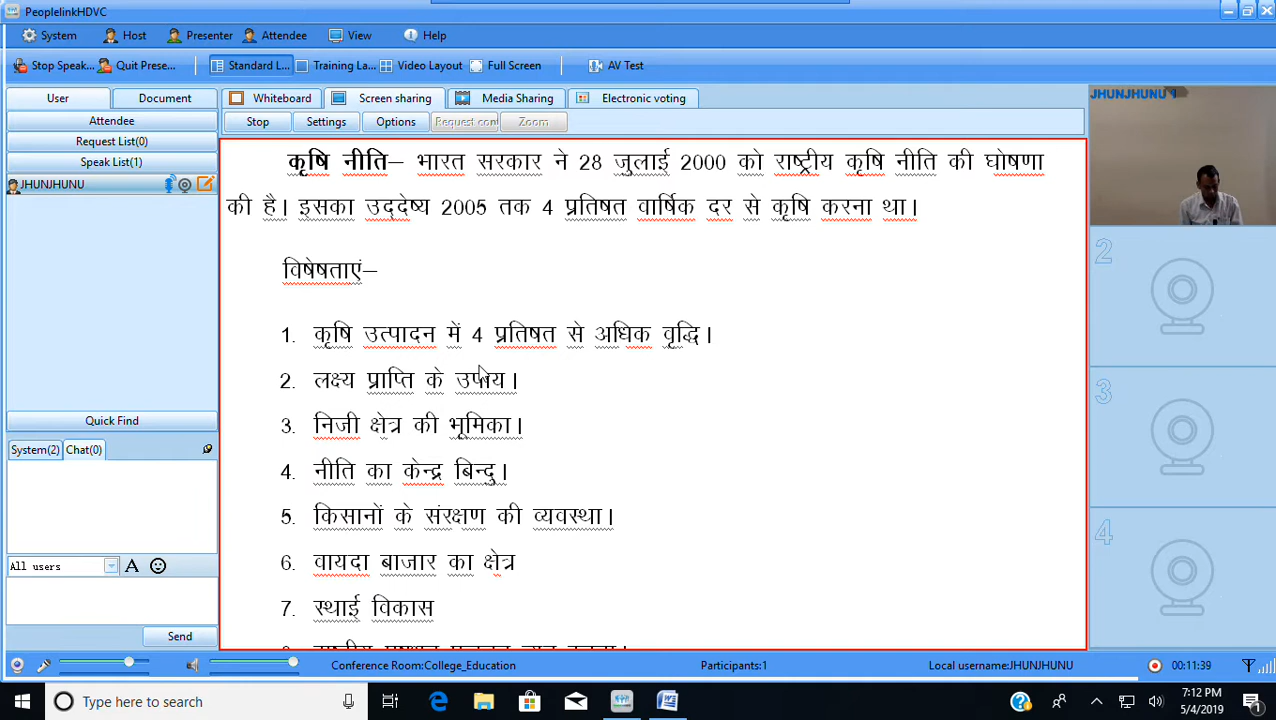 PeoplelinkHDVC
System Host Presenter Attendee View Help
Stop Speak... Quit Prese... Standard L... Training La... Video Layout Full Screen AV Test
User Document Whiteboard Screen sharing Media Sharing Electronic voting
JHUNJHUNU 1
Attendee
Stop Settings Options Request cont Zoom
Request List(0)
Speak List(1)
JHUNJHUNU
कृषि नीति– भारत सरकार ने 28 जुलाई 2000 को राष्ट्रीय कृषि नीति की घोषणा
की है। इसका उद्देष्य 2005 तक 4 प्रतिषत वार्षिक दर से कृषि करना था।
विषेषताएं–
1. कृषि उत्पादन में 4 प्रतिषत से अधिक वृद्धि।
2. लक्ष्य प्राप्ति के उपाय।
3. निजी क्षेत्र की भूमिका।
4. नीति का केन्द्र बिन्दु।
5. किसानों के संरक्षण की व्यवस्था।
6. वायदा बाजार का क्षेत्र
7. स्थाई विकास
2
3
4
Quick Find
System(2) Chat(0)
All users A
Send
Conference Room:College_Education Participants:1 Local username:JHUNJHUNU 00:11:39
Type here to search
7:12 PM
5/4/2019
1